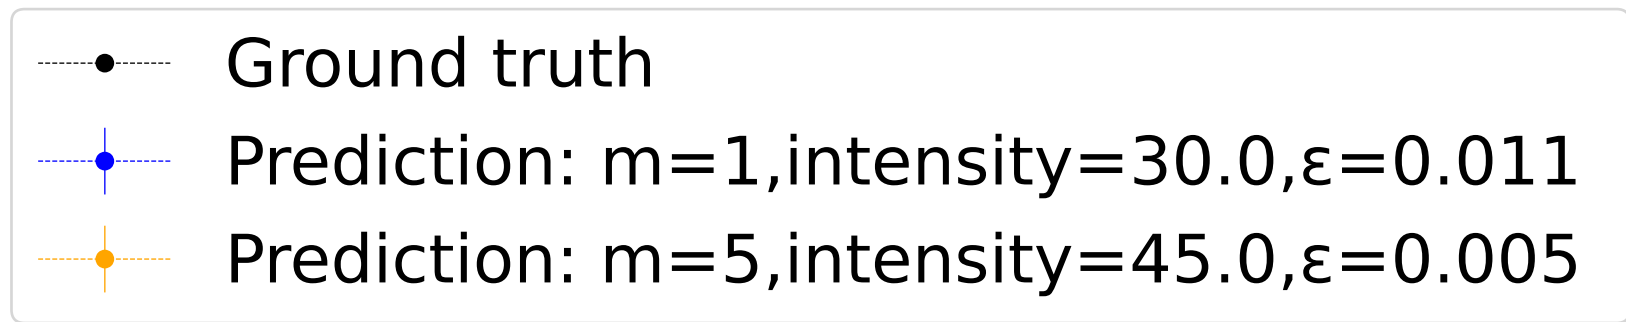 Ground truth
Prediction: m=1,intensity=30.0,ε=0.011
Prediction: m=5,intensity=45.0,ε=0.005